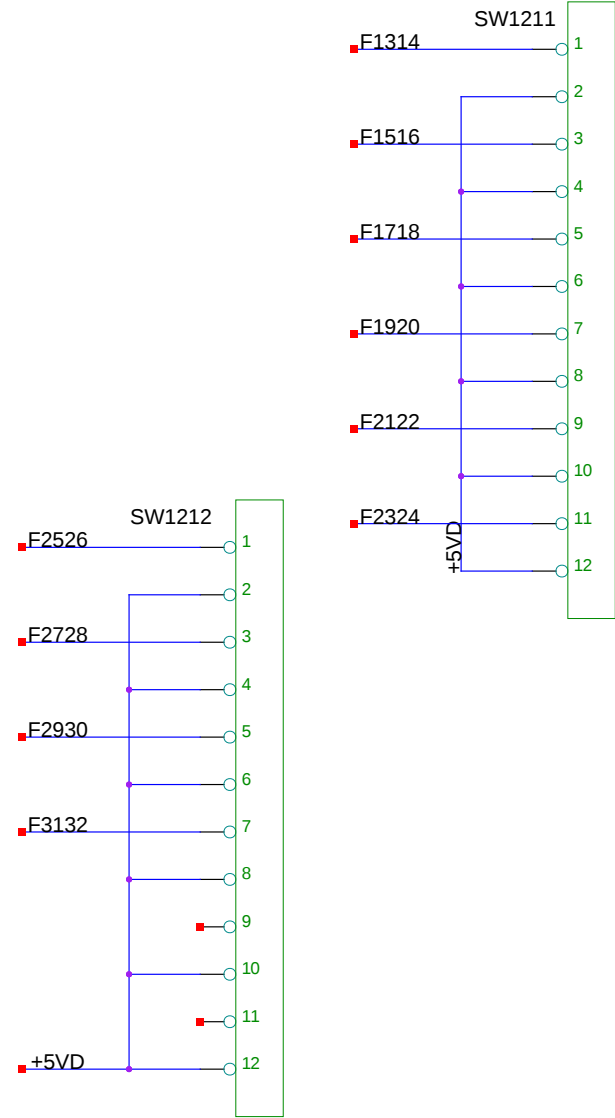 SW1211
F1314 1
2
F1516 3
4
F1718 5
6
F1920 7
8
F2122 9
10
F2324 11
+5VD
12
SW1212
F2526 1
2
F2728 3
4
F2930 5
6
F3132 7
8
9
10
11
+5VD 12